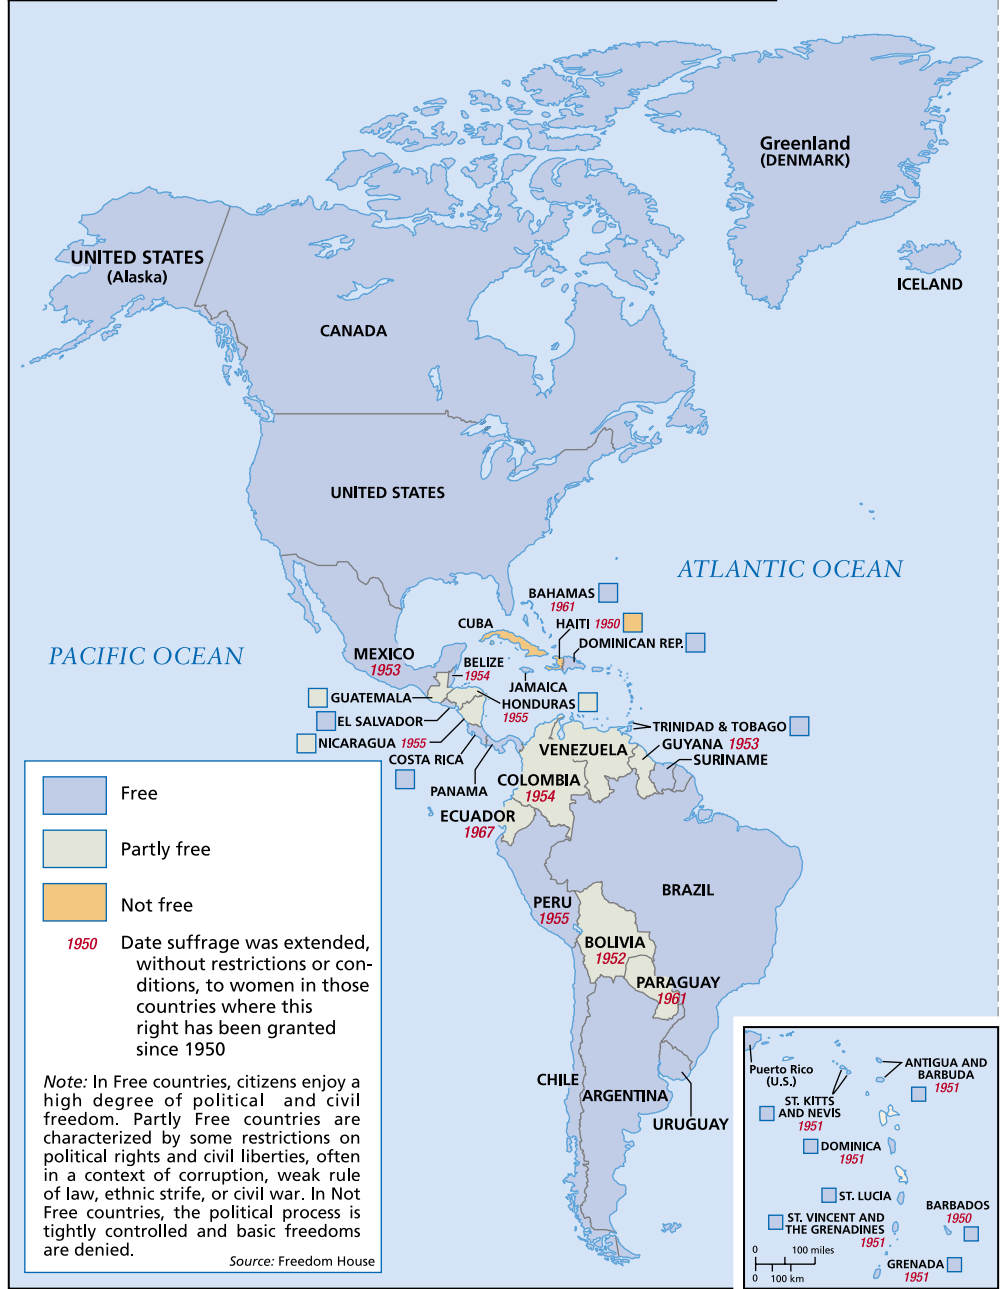 Greenland
(DENMARK)
UNITED STATES
(Alaska)
ICELAND
CANADA
UNITED STATES
ATLANTIC OCEAN
PACIFIC OCEAN
BAHAMAS
1961
CUBA
HAITI 1950
DOMINICAN REP.
MEXICO
1953
BELIZE
1954
JAMAICA
GUATEMALA
HONDURAS
1955
EL SALVADOR
TRINIDAD & TOBAGO
NICARAGUA 1955
GUYANA 1953
VENEZUELA
COSTA RICA
SURINAME
PANAMA
COLOMBIA
1954
ECUADOR
1967
BRAZIL
PERU
1955
BOLIVIA
1952
PARAGUAY
1961
CHILE
ARGENTINA
URUGUAY
Free
Partly free
Not free
1950 Date suffrage was extended,
without restrictions or con-
ditions, to women in those
countries where this
right has been granted
since 1950
Note: In Free countries, citizens enjoy a
high degree of political and civil
freedom. Partly Free countries are
characterized by some restrictions on
political rights and civil liberties, often
in a context of corruption, weak rule
of law, ethnic strife, or civil war. In Not
Free countries, the political process is
tightly controlled and basic freedoms
are denied.
Source: Freedom House
Puerto Rico
(U.S.)
ANTIGUA AND
BARBUDA
1951
ST. KITTS
AND NEVIS
1951
DOMINICA
1951
ST. LUCIA
BARBADOS
1950
ST. VINCENT AND
THE GRENADINES
1951
GRENADA
1951
0 100 miles
0 100 km